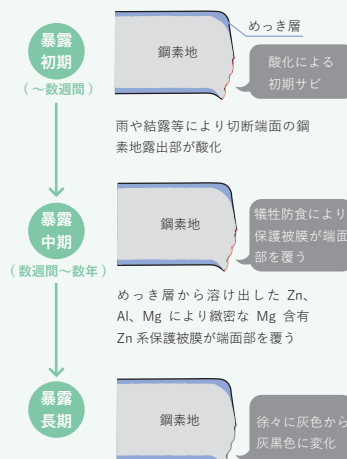 めっき層
暴露
初期
(～数週間)
鋼素地
酸化による
初期サビ
雨や結露等により切断端面の鋼
素地露出部が酸化
暴露
中期
(数週間～数年)
鋼素地
犠牲防食により
保護被膜が端面
部を覆う
めっき層から溶け出した Zn、
Al、Mg により緻密な Mg 含有
Zn 系保護被膜が端面部を覆う
暴露
長期
鋼素地
徐々に灰色から
灰黒色に変化